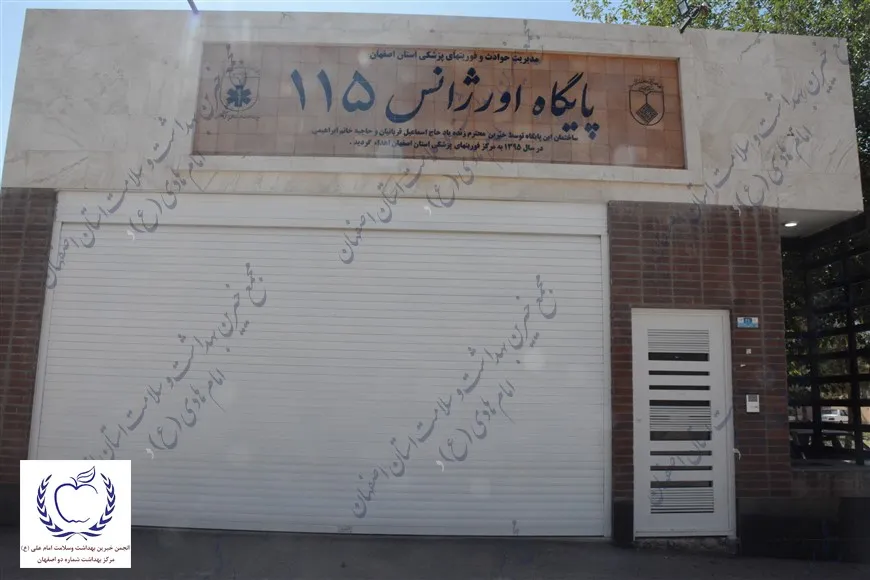 مدیریت حوادث و فوریتهای پزشکی استان اصفهان
پایگاه اورژانس ۱۱۵
ساختمان این پایگاه توسط خیرین محترم زنده یاد حاج اسماعیل قربانیان و حاجیه خانم ابراهیمی
در سال ۱۳۹۵ به مرکز فوریتهای پزشکی استان اصفهان اهداء گردید .
مجمع خیرین بهداشت و سلامت استان اصفهان
امام هادی (ع)
انجمن خیرین بهداشت وسلامت امام علی (ع)
مرکز بهداشت شماره دو اصفهان